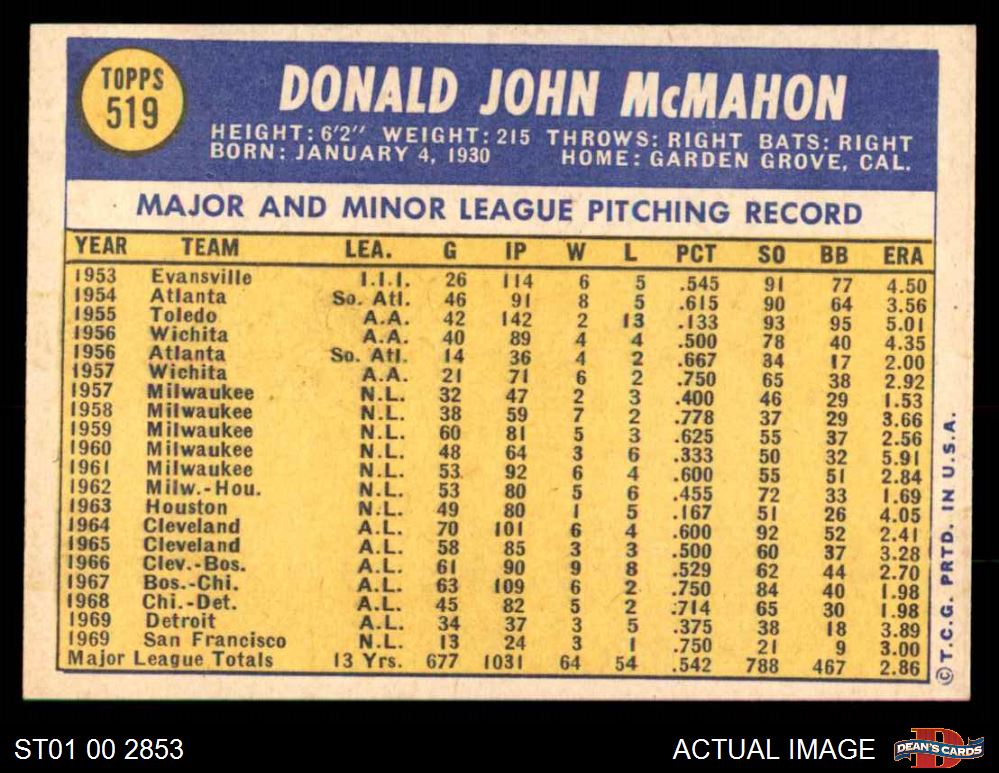 TOPPS
519
DONALD JOHN McMAHON
HEIGHT: 6'2" WEIGHT: 215 THROWS: RIGHT BATS: RIGHT
BORN: JANUARY 4, 1930 HOME: GARDEN GROVE, CAL.
MAJOR AND MINOR LEAGUE PITCHING RECORD
YEAR TEAM LEA. G IP W L PCT SO BB ERA
1953 Evansville I.I.I. 26 114 6 5 .545 91 77 4.50
1954 Atlanta So. Atl. 46 91 8 5 .615 90 64 3.56
1955 Toledo A.A. 42 142 2 13 .133 93 95 5.01
1956 Wichita A.A. 40 89 4 4 .500 78 40 4.35
1956 Atlanta So. Atl. 14 36 4 2 .667 34 17 2.00
1957 Wichita A.A. 21 71 6 2 .750 65 38 2.92
1957 Milwaukee N.L. 32 47 2 3 .400 46 29 1.53
1958 Milwaukee N.L. 38 59 7 2 .778 37 29 3.66
1959 Milwaukee N.L. 60 81 5 3 .625 55 37 2.56
1960 Milwaukee N.L. 48 64 3 6 .333 50 32 5.91
1961 Milwaukee N.L. 53 92 6 4 .600 55 51 2.84
1962 Milw.-Hou. N.L. 53 80 5 6 .455 72 33 1.69
1963 Houston N.L. 49 80 1 5 .167 51 26 4.05
1964 Cleveland A.L. 70 101 6 4 .600 92 52 2.41
1965 Cleveland A.L. 58 85 3 3 .500 60 37 3.28
1966 Clev.-Bos. A.L. 61 90 9 8 .529 62 44 2.70
1967 Bos.-Chi. A.L. 63 109 6 2 .750 84 40 1.98
1968 Chi.-Det. A.L. 45 82 5 2 .714 65 30 1.98
1969 Detroit A.L. 34 37 3 5 .375 38 18 3.89
1969 San Francisco N.L. 13 24 3 1 .750 21 9 3.00
Major League Totals 13 Yrs. 677 1031 64 54 .542 788 467 2.86
© T.C.G. PRTD. IN U.S.A.
ST01 00 2853
ACTUAL IMAGE
DEAN'S CARDS